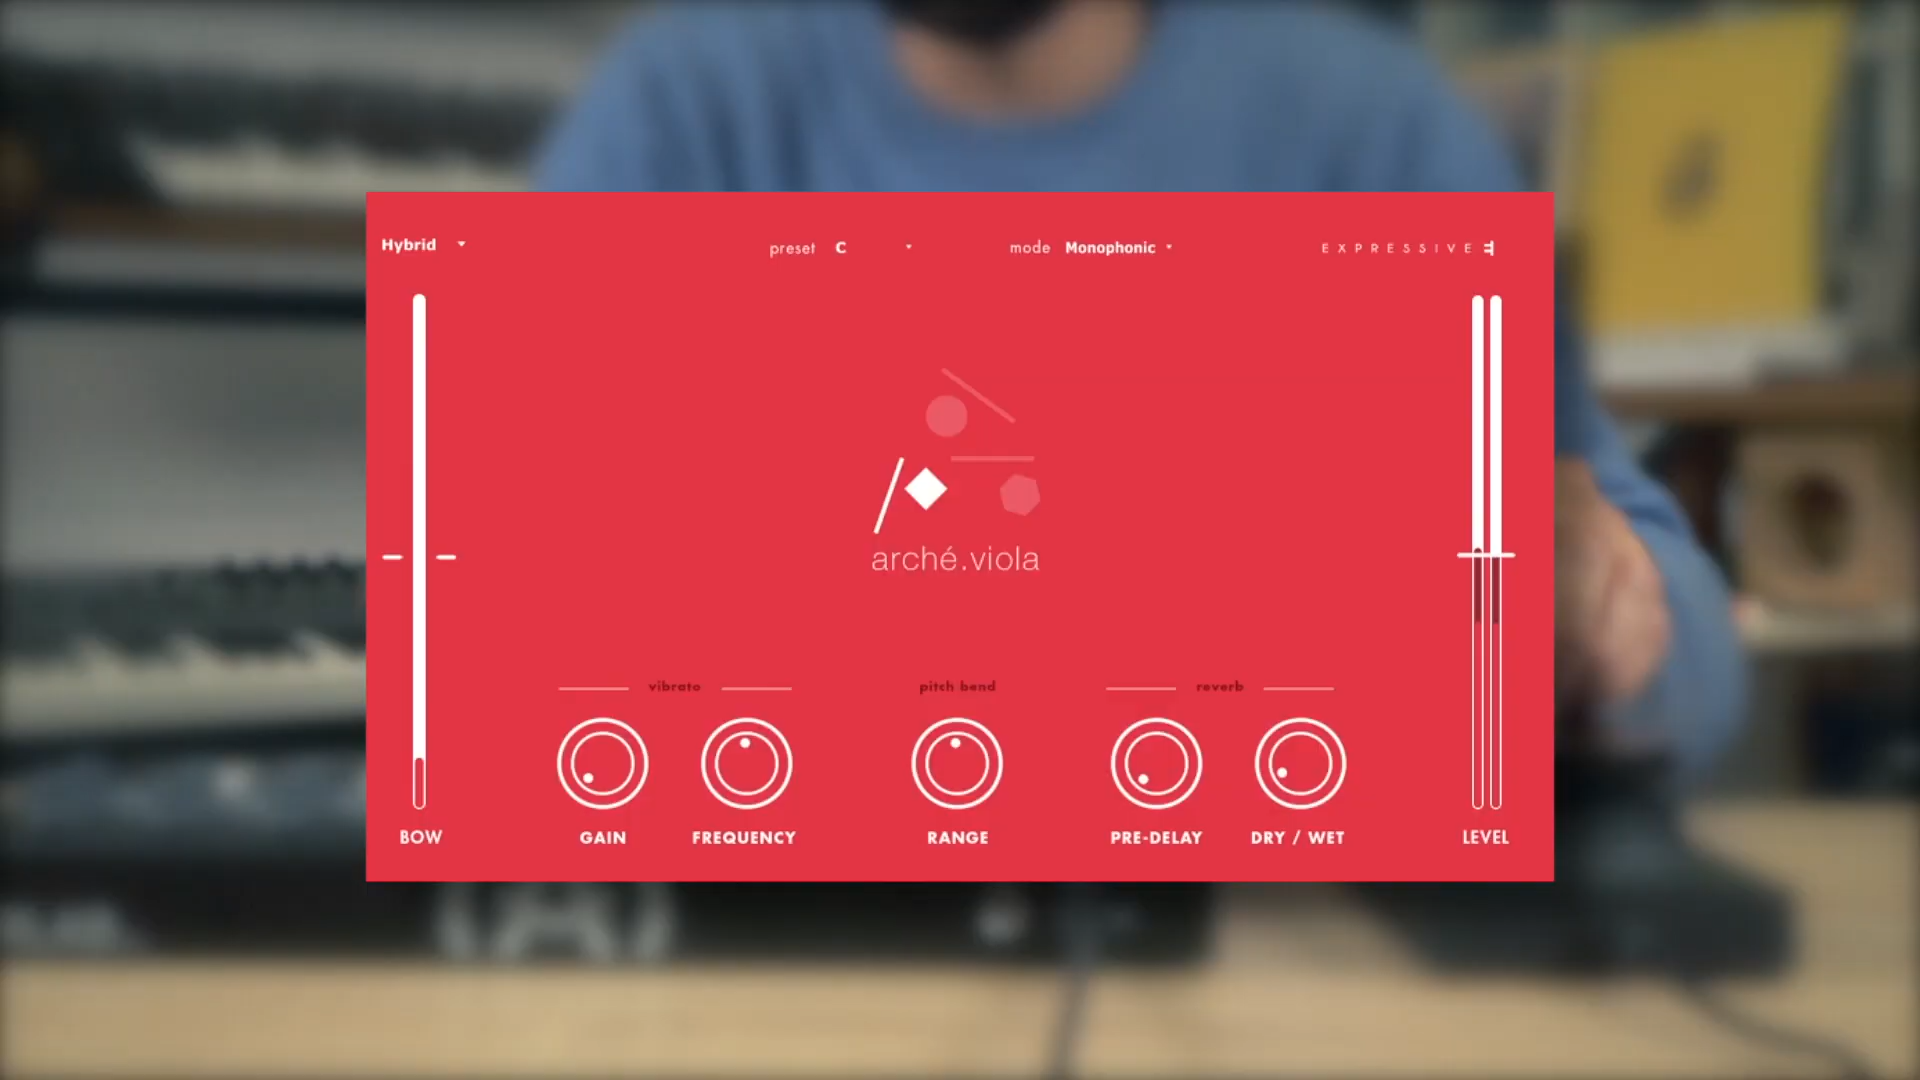 Hybrid
preset C
mode Monophonic
EXPRESSIVE E
arché.viola
vibrato
pitch bend
reverb
BOW
GAIN
FREQUENCY
RANGE
PRE-DELAY
DRY / WET
LEVEL